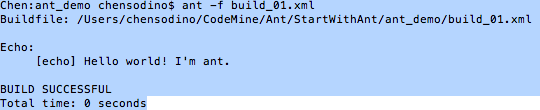 Chen:ant_demo chensodino$ ant -f build_01.xml
Buildfile: /Users/chensodino/CodeMine/Ant/StartWithAnt/ant_demo/build_01.xml
Echo:
[echo] Hello world! I'm ant.
BUILD SUCCESSFUL
Total time: 0 seconds